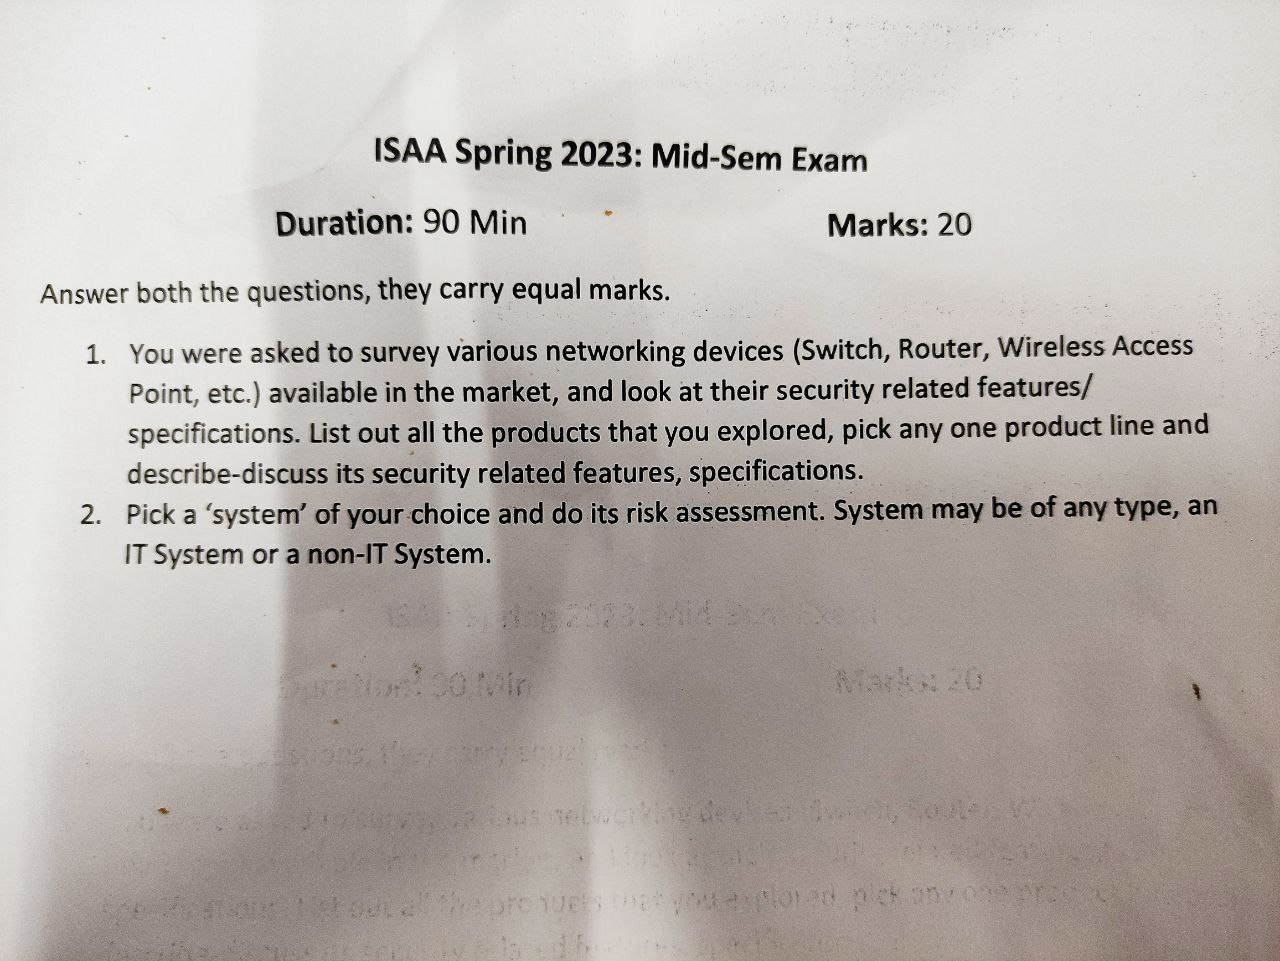 ISAA Spring 2023: Mid-Sem Exam
Duration: 90 Min Marks: 20
Answer both the questions, they carry equal marks.
1. You were asked to survey various networking devices (Switch, Router, Wireless Access
Point, etc.) available in the market, and look at their security related features/
specifications. List out all the products that you explored, pick any one product line and
describe-discuss its security related features, specifications.
2. Pick a ‘system’ of your choice and do its risk assessment. System may be of any type, an
IT System or a non-IT System.